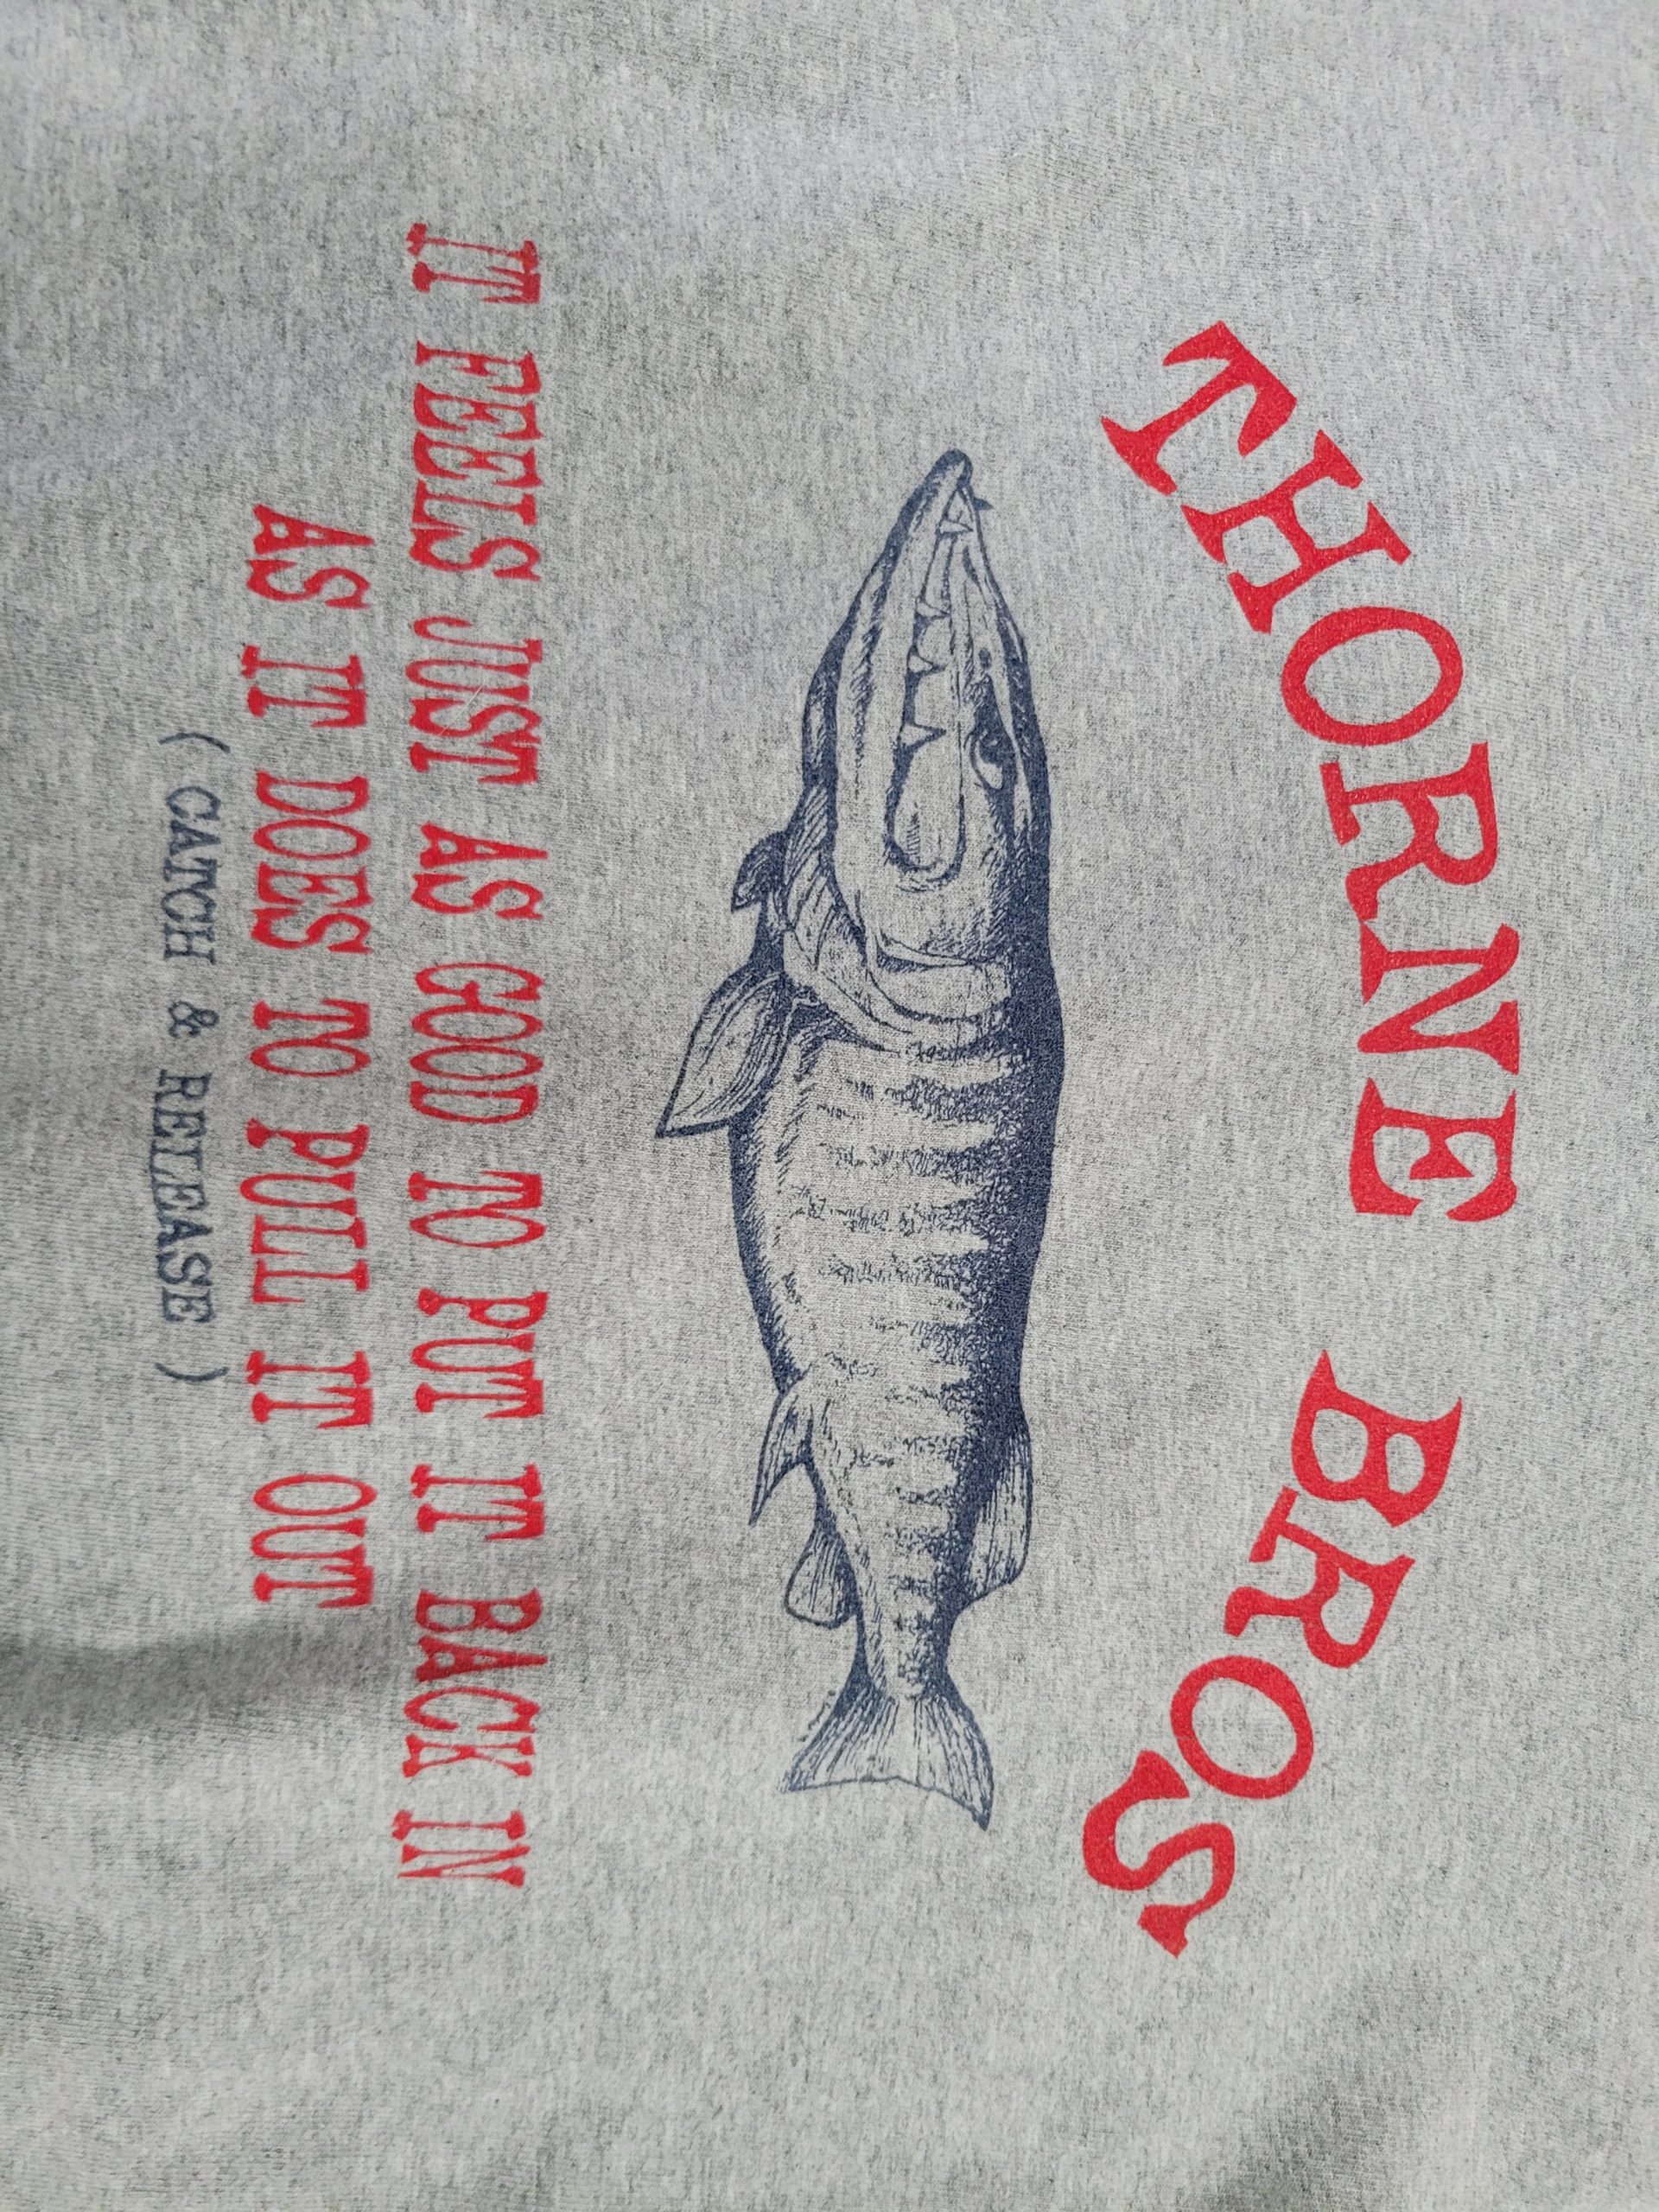 THORNE BROS
IT FEELS JUST AS GOOD TO PUT IT BACK IN
AS IT DOES TO PULL IT OUT
( CATCH & RELEASE )